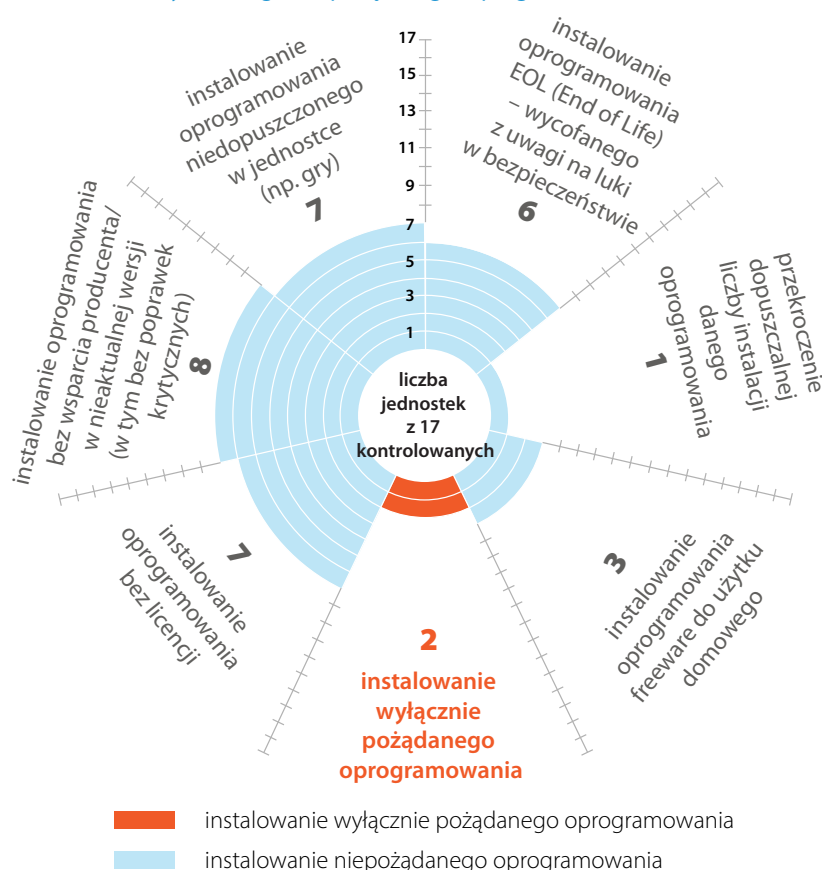 17
15
13
11
9
7
5
3
1
instalowanie
oprogramowania
niedopuszczonego
w jednostce
(np. gry)
7
instalowanie
oprogramowania
EOL (End of Life)
– wycofanego
z uwagi na luki
w bezpieczeństwie
6
przekroczenie
dopuszczalnej
liczby instalacji
danego
oprogramowania
1
instalowanie
oprogramowania
freeware do użytku
domowego
3
2
instalowanie
wyłącznie
pożądanego
oprogramowania
instalowanie
oprogramowania
bez licencji
7
instalowanie oprogramowania
bez wsparcia producenta/
w nieaktualnej wersji
(w tym bez poprawek
krytycznych)
8
liczba
jednostek
z 17
kontrolowanych
instalowanie wyłącznie pożądanego oprogramowania
instalowanie niepożądanego oprogramowania